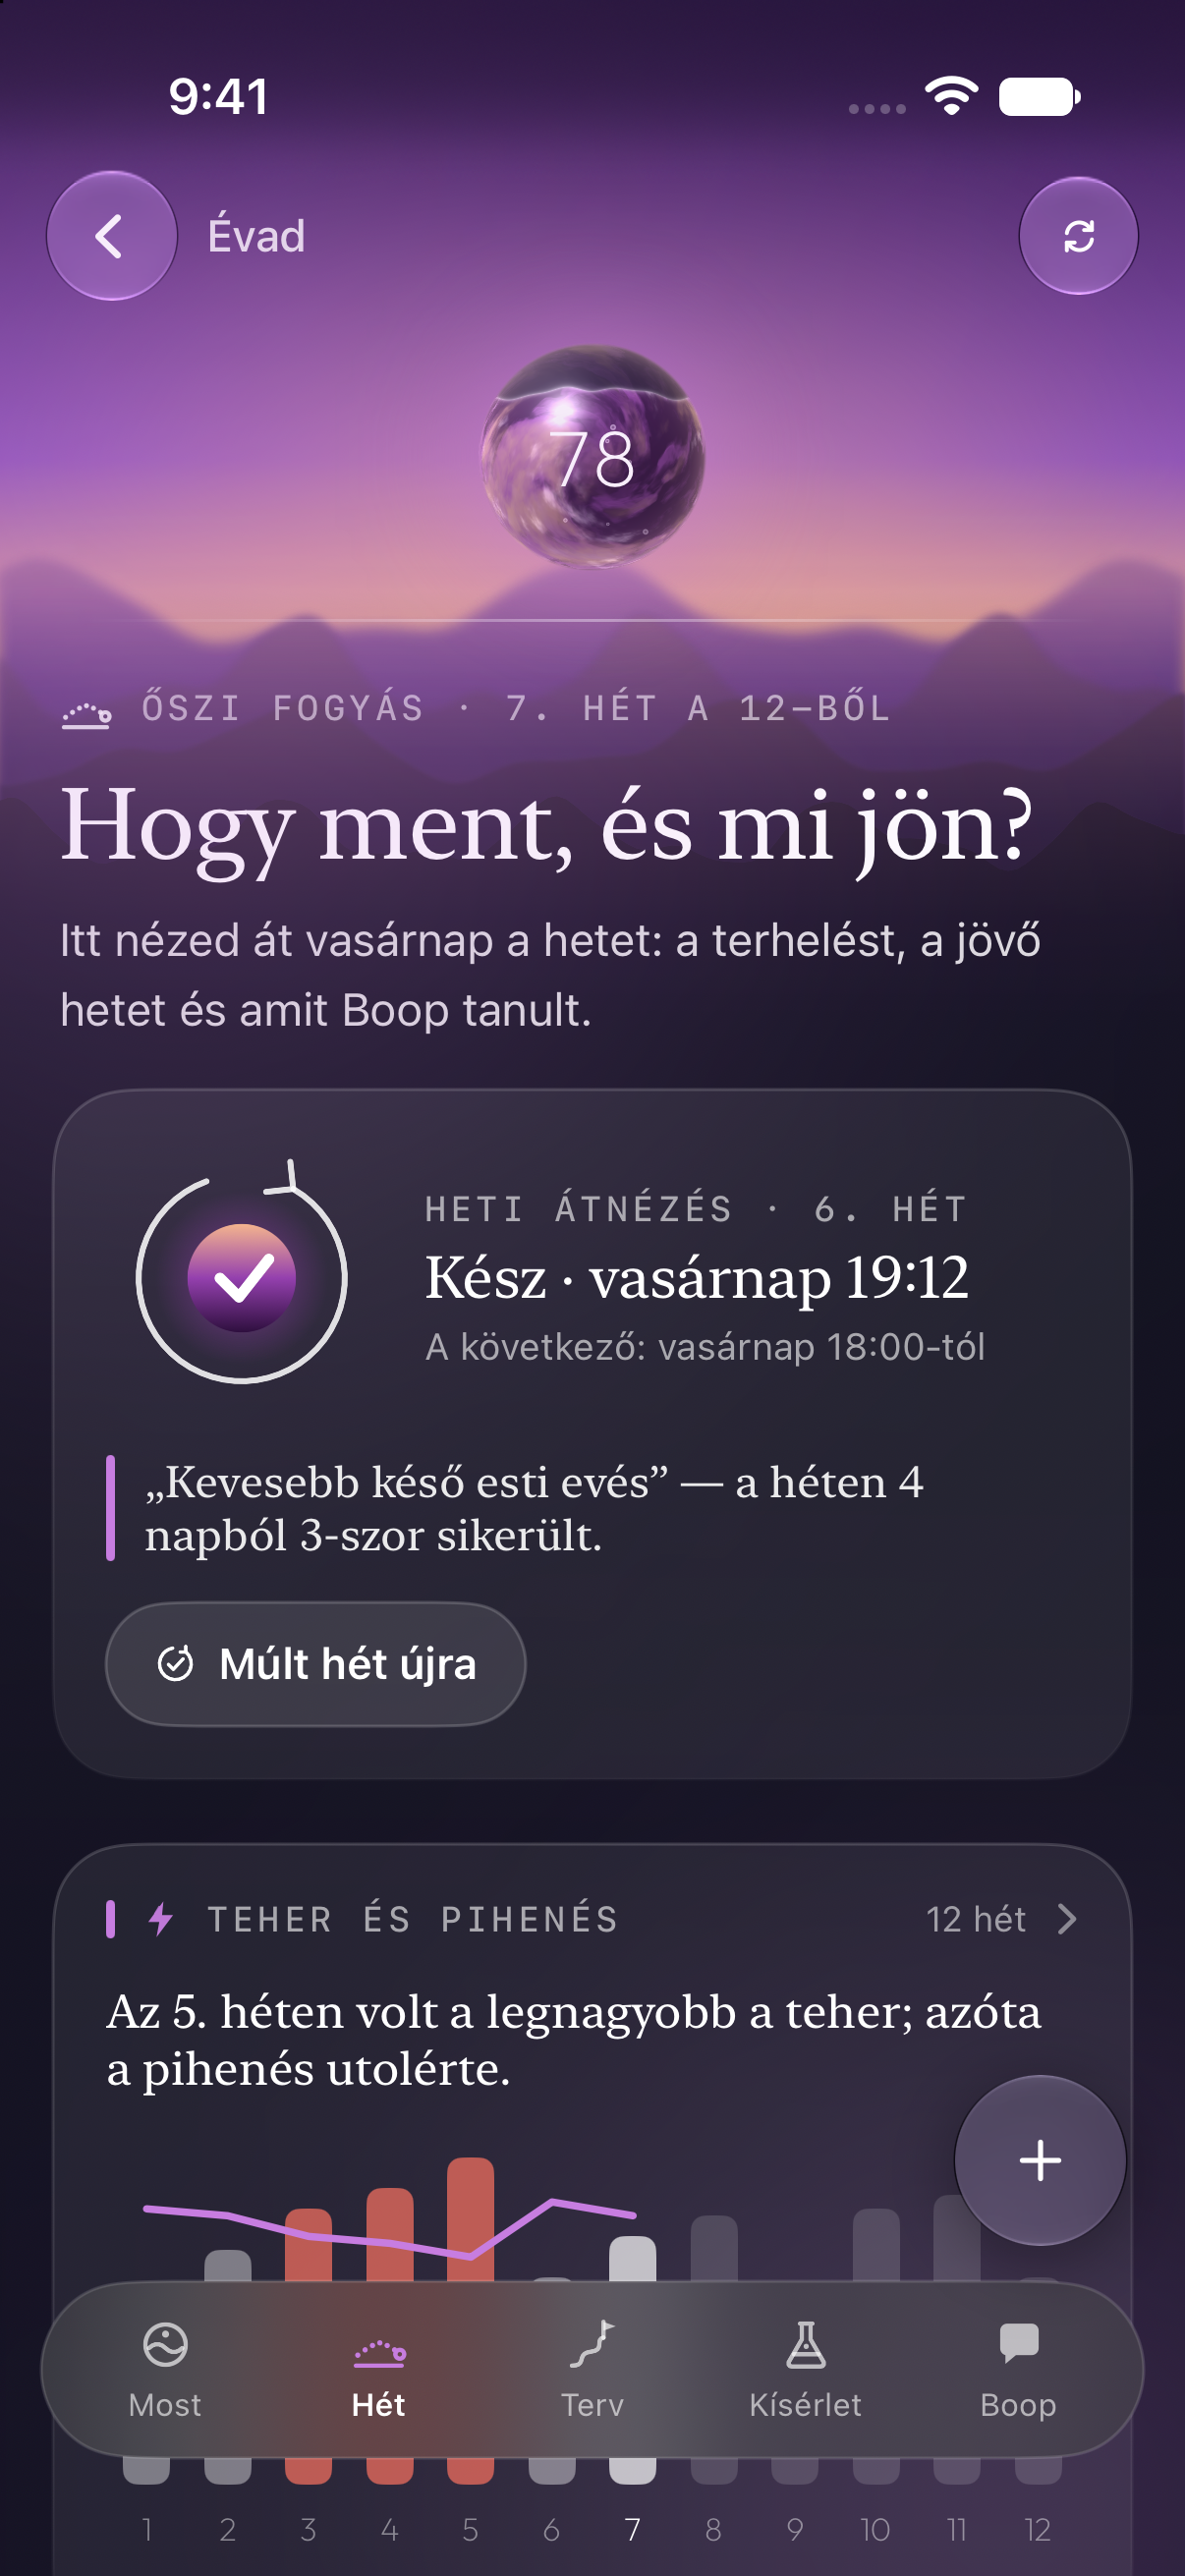 9:41
Évad
78
ŐSZI FOGYÁS · 7. HÉT A 12–BŐL
Hogy ment, és mi jön?
Itt nézed át vasárnap a hetet: a terhelést, a jövő
hetet és amit Boop tanult.
HETI ÁTNÉZÉS · 6. HÉT
Kész · vasárnap 19:12
A következő: vasárnap 18:00-tól
„Kevesebb késő esti evés” — a héten 4
napból 3-szor sikerült.
Múlt hét újra
TEHER ÉS PIHENÉS
12 hét
Az 5. héten volt a legnagyobb a teher; azóta
a pihenés utolérte.
Most
Hét
Terv
Kísérlet
Boop
1 2 3 4 5 6 7 8 9 10 11 12